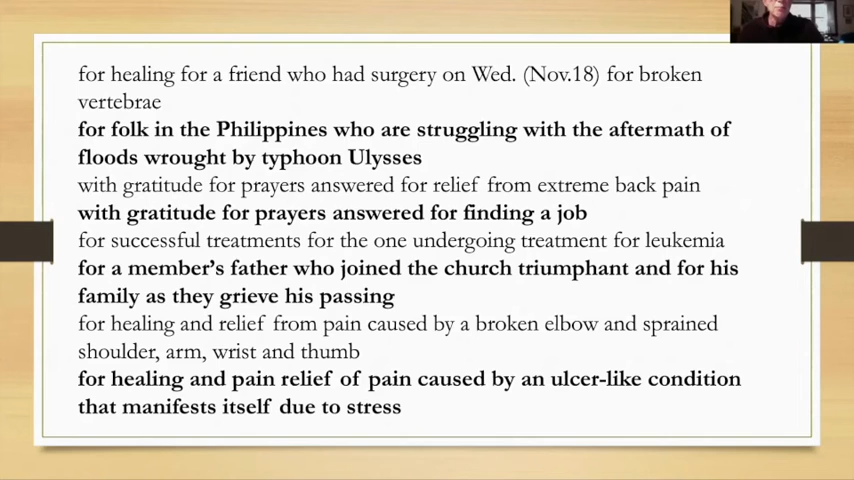 for healing for a friend who had surgery on Wed. (Nov.18) for broken
vertebrae
for folk in the Philippines who are struggling with the aftermath of
floods wrought by typhoon Ulysses
with gratitude for prayers answered for relief from extreme back pain
with gratitude for prayers answered for finding a job
for successful treatments for the one undergoing treatment for leukemia
for a member's father who joined the church triumphant and for his
family as they grieve his passing
for healing and relief from pain caused by a broken elbow and sprained
shoulder, arm, wrist and thumb
for healing and pain relief of pain caused by an ulcer-like condition
that manifests itself due to stress